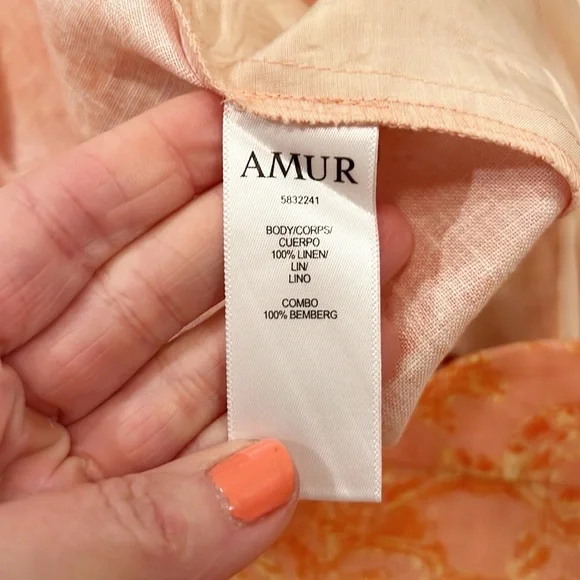 AMUR
5832241
BODY/CORPS/
CUERPO
100% LINEN/
LIN/
LINO
COMBO
100% BEMBERG